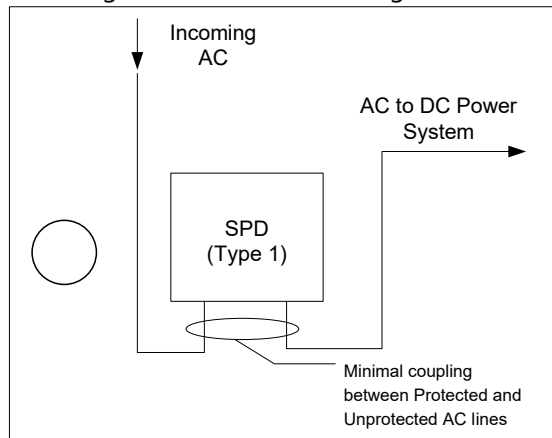 Incoming
AC
AC to DC Power
System
SPD
(Type 1)
Minimal coupling
between Protected and
Unprotected AC lines